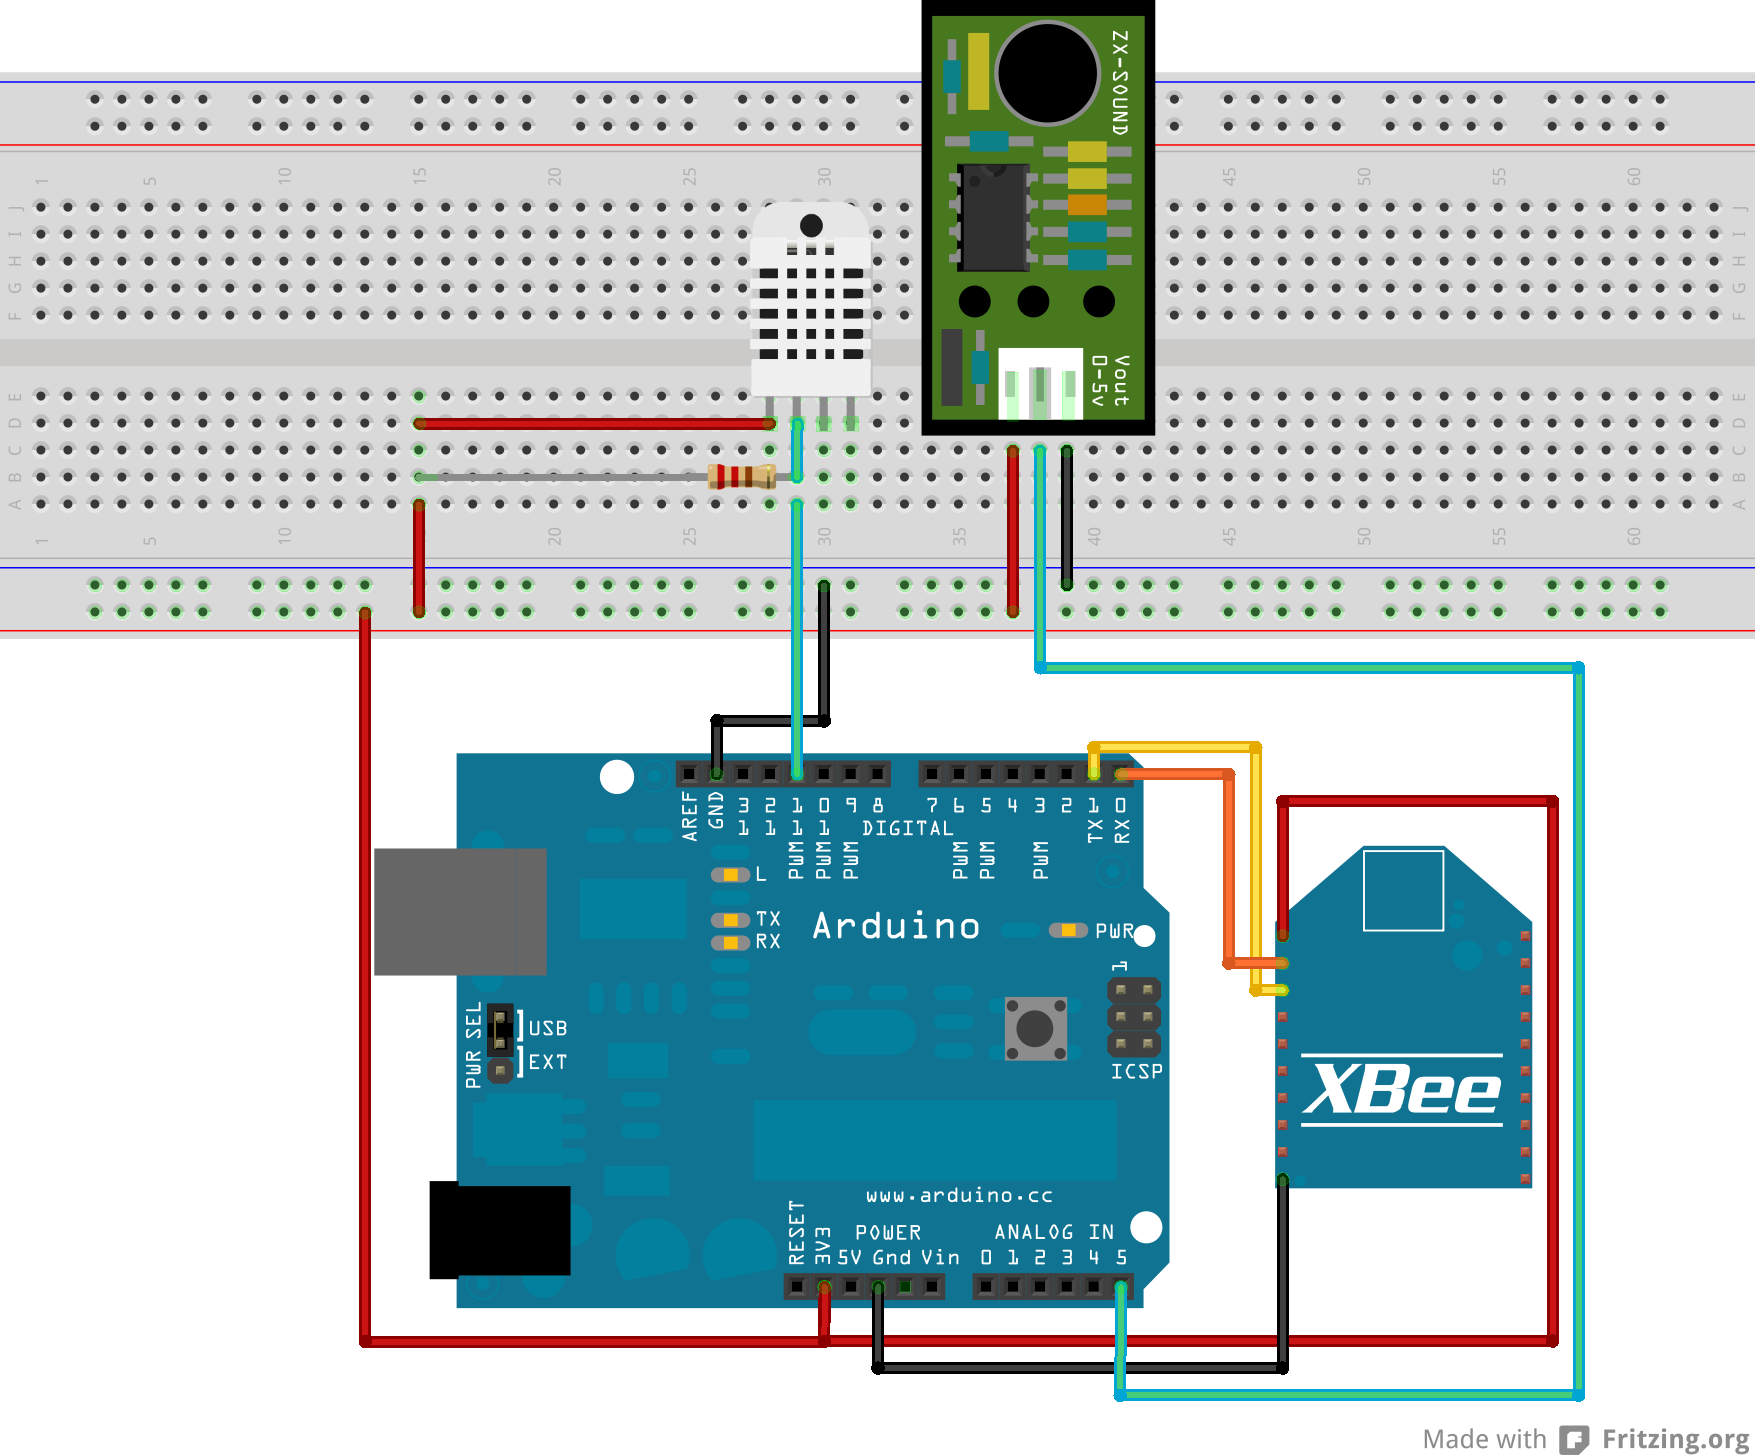 ZX-SOUND
1 5 10 15 20 25 30 45 50 55 60
J J
I I
H H
G G
F F
Vout
0-5v
E E
D D
C C
B B
A A
1 5 10 20 25 30 35 40 45 50 55 60
AREF GND 13 12 11 10 9 8 7 6 5 4 3 2 1 0
TX RX
DIGITAL
PWM PWM PWM PWM PWM PWM
L
TX
RX
Arduino
PWR
1
ICSP
PWR SEL
USB
EXT
XBee
www.arduino.cc
RESET 3V3
POWER
5V Gnd Vin
ANALOG IN
0 1 2 3 4 5
Made with Fritzing.org